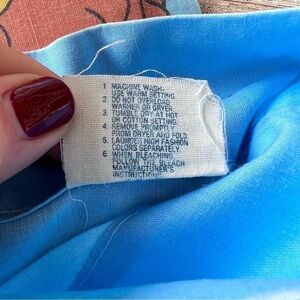 1 MACHINE WASH-
USE WARM SETTING
2. DO NOT OVERLOAD
WASHER OR DRYER
3. TUMBLE DRY AT HOT
OR COTTON SETTING
4. REMOVE PROMPTLY
FROM DRYER AND FOLD
5. LAUNDER HIGH FASHION
COLORS SEPARATELY
6. WHEN BLEACHING
FOLLOW THE BLEACH
MANUFACTURER'S
INSTRUCTIONS